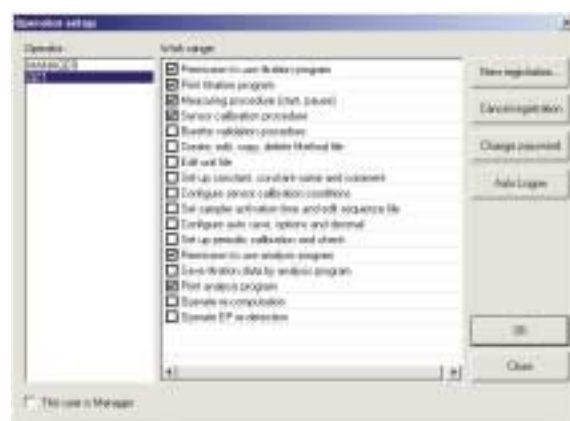 Operator setup
Operator
Work range
MANAGER
Permission to use titration program
Print titration program
Measuring procedure (start, pause)
Sensor calibration procedure
Burette validation procedure
Create, edit, copy, delete Method file
Edit unit file
Set up constant, constant name and comment
Configure sensor calibration conditions
Set sampler activation time and edit sequence file
Configure auto save, options and decimal
Set up periodic calibration and check
Permission to use analysis program
Save titration data by analysis program
Print analysis program
Operate re-computation
Operate EP re-detection
New registration...
Cancel registration
Change password
Auto Logon
OK
Close
This user is Manager